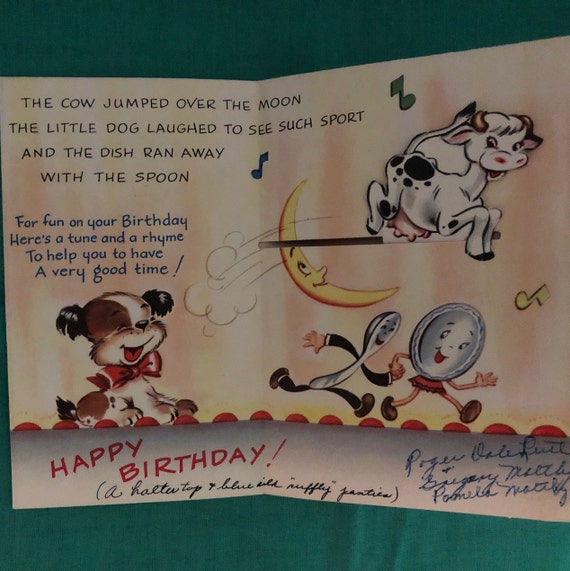 THE COW JUMPED OVER THE MOON
THE LITTLE DOG LAUGHED TO SEE SUCH SPORT
AND THE DISH RAN AWAY
WITH THE SPOON
For fun on your Birthday
Here's a tune and a rhyme
To help you to have
A very good time!
HAPPY
BIRTHDAY!
(A halter top & blue "ruffly" panties)
Roger Dale
&
Gregory
Pamela